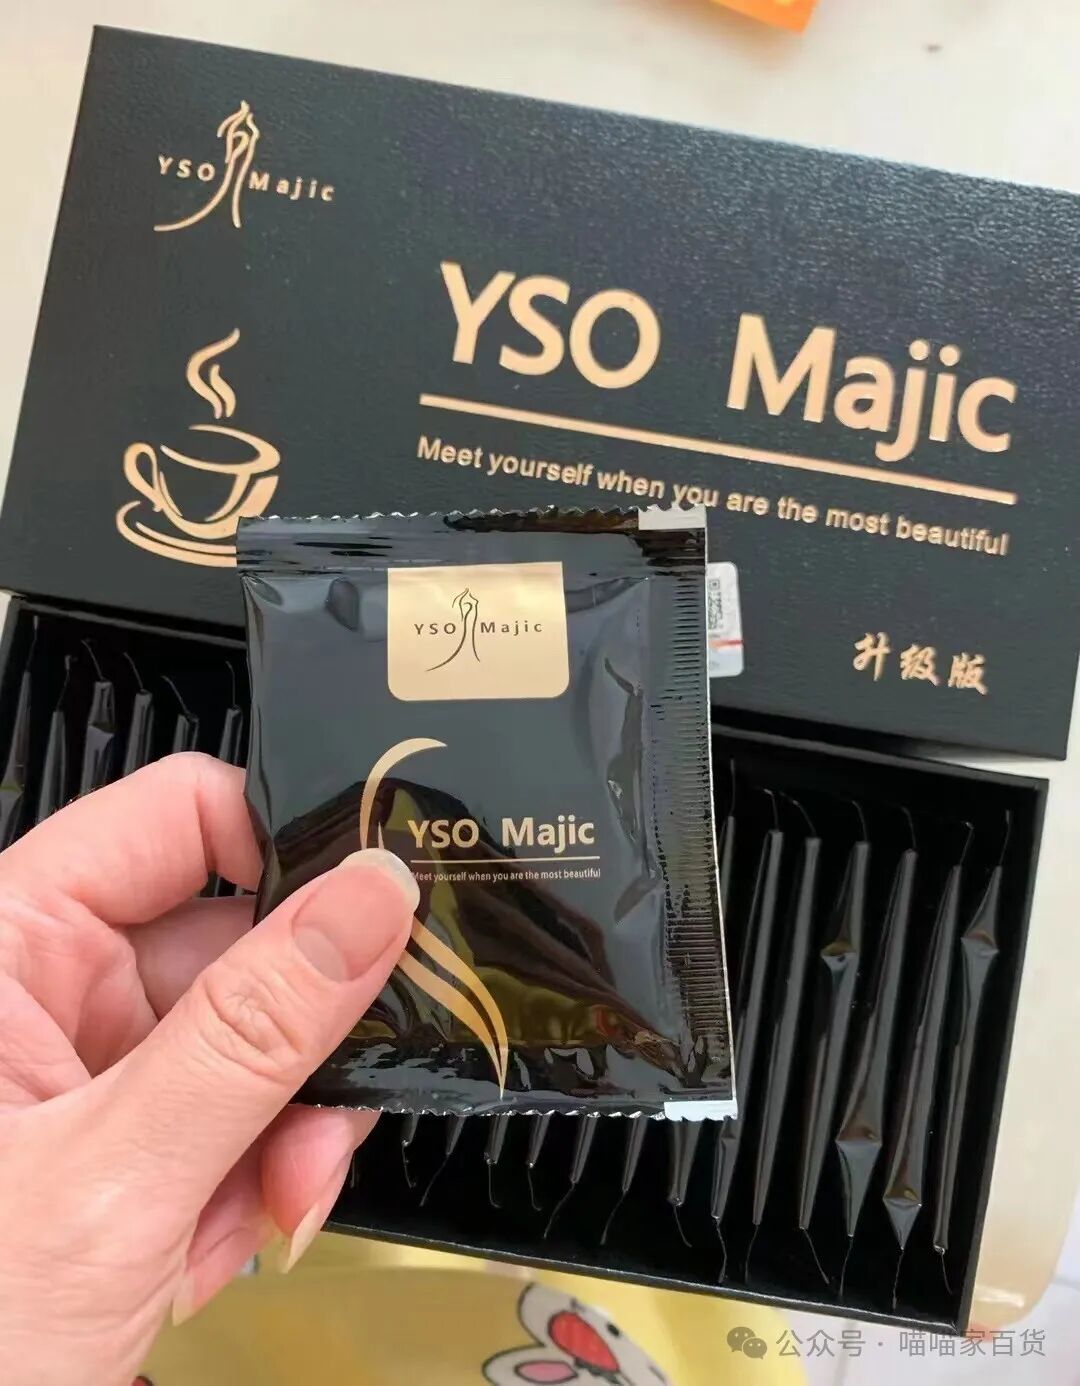 YSO Majic
YSO Majic
Meet yourself when you are the most beautiful
升级版
YSO Majic
YSO Majic
Meet yourself when you are the most beautiful
公众号 · 喵喵家百货